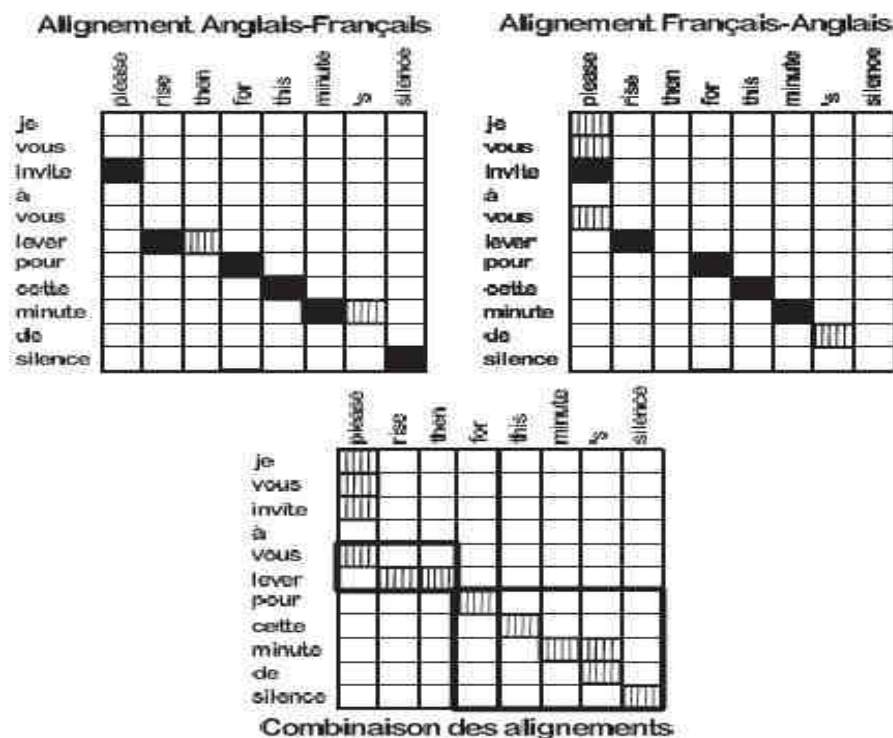 Allignement Anglais-Français
please rise then for this minute 's silence
je
vous
invite
à
vous
lever
pour
cette
minute
de
silence
Allignement Français-Anglais
please rise then for this minute 's silence
je
vous
invite
à
vous
lever
pour
cette
minute
de
silence
please rise then for this minute 's silence
je
vous
invite
à
vous
lever
pour
cette
minute
de
silence
Combinaison des alignements